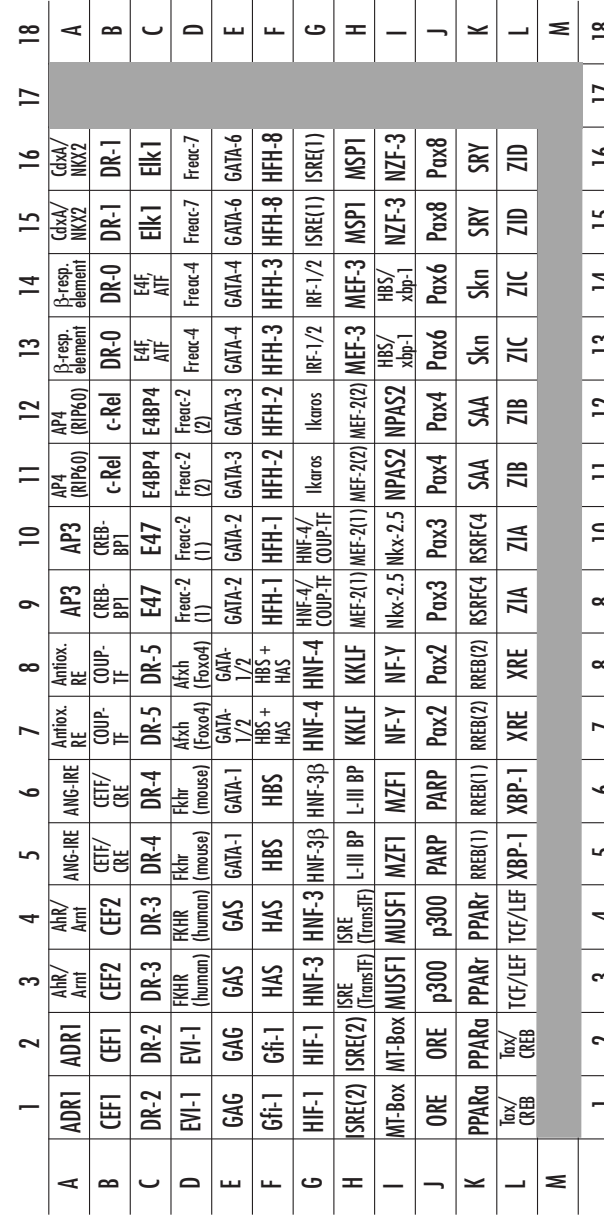 1 2 3 4 5 6 7 8 9 10 11 12 13 14 15 16 17 18
A ADR1 ADR1 AhR/ Arnt AhR/ Arnt ANG-IRE ANG-IRE Antiox. RE Antiox. RE AP3 AP3 AP4 (RIP60) AP4 (RIP60) β-resp. element β-resp. element CdxA/ NKX2 CdxA/ NKX2 A
B CEF1 CEF1 CEF2 CEF2 CETF/ CRE CETF/ CRE COUP- TF COUP- TF CREB- BP1 CREB- BP1 c-Rel c-Rel DR-0 DR-0 DR-1 DR-1 B
C DR-2 DR-2 DR-3 DR-3 DR-4 DR-4 DR-5 DR-5 E47 E47 E4BP4 E4BP4 E4F, ATF E4F, ATF Elk1 Elk1 C
D EVI-1 EVI-1 FKHR (human) FKHR (human) Fkhr (mouse) Fkhr (mouse) Afxh (Foxo4) Afxh (Foxo4) Freac-2 (1) Freac-2 (1) Freac-2 (2) Freac-2 (2) Freac-4 Freac-4 Freac-7 Freac-7 D
E GAG GAG GAS GAS GATA-1 GATA-1 GATA- 1/2 GATA- 1/2 GATA-2 GATA-2 GATA-3 GATA-3 GATA-4 GATA-4 GATA-6 GATA-6 E
F Gfi-1 Gfi-1 HAS HAS HBS HBS HBS + HAS HBS + HAS HFH-1 HFH-1 HFH-2 HFH-2 HFH-3 HFH-3 HFH-8 HFH-8 F
G HIF-1 HIF-1 HNF-3 HNF-3 HNF-3β HNF-3β HNF-4 HNF-4 HNF-4/ COUP-TF HNF-4/ COUP-TF Ikaros Ikaros IRF-1/2 IRF-1/2 ISRE(1) ISRE(1) G
H ISRE(2) ISRE(2) ISRE (TransTF) ISRE (TransTF) L-III BP L-III BP KKLF KKLF MEF-2(1) MEF-2(1) MEF-2(2) MEF-2(2) MEF-3 MEF-3 MSP1 MSP1 H
I MT-Box MT-Box MUSF1 MUSF1 MZF1 MZF1 NF-Y NF-Y Nkx-2.5 Nkx-2.5 NPAS2 NPAS2 HBS/ xbp-1 HBS/ xbp-1 NZF-3 NZF-3 I
J ORE ORE p300 p300 PARP PARP Pax2 Pax2 Pax3 Pax3 Pax4 Pax4 Pax6 Pax6 Pax8 Pax8 J
K PPARa PPARa PPARr PPARr RREB(1) RREB(1) RREB(2) RREB(2) RSRFC4 RSRFC4 SAA SAA Skn Skn SRY SRY K
L Tax/ CREB Tax/ CREB TCF/LEF TCF/LEF XBP-1 XBP-1 XRE XRE ZIA ZIA ZIB ZIB ZIC ZIC ZID ZID L
M M
1 2 3 4 5 6 7 8 9 10 11 12 13 14 15 16 17 18